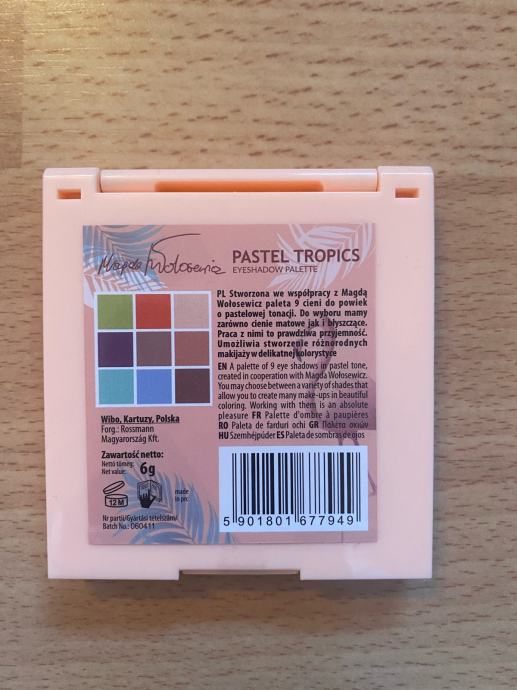 Magda Wołosewicz
PASTEL TROPICS
EYESHADOW PALETTE
PL Stworzona we współpracy z Magdą
Wołosewicz paleta 9 cieni do powiek
o pastelowej tonacji. Do wyboru mamy
zarówno cienie matowe jak i błyszczące.
Praca z nimi to prawdziwa przyjemność.
Umożliwia stworzenie różnorodnych
makijaży w delikatnej kolorystyce
EN A palette of 9 eye shadows in pastel tone,
created in cooperation with Magda Wołosewicz.
You may choose between a variety of shades that
allow you to create many make-ups in beautiful
coloring. Working with them is an absolute
pleasure FR Palette d'ombre à paupières
RO Paleta de farduri ochi GR Παλέτα σκιών
HU Szemhéjpúder ES Paleta de sombras de ojos
Wibo, Kartuzy, Polska
Forg.: Rossmann
Magyarország Kft.
Zawartość netto:
Nettó tömeg:
Net value: 6g
12 M
made
in prc
Nr partii/Gyártási tételszám/
Batch No.: 060411
5 901801 677949